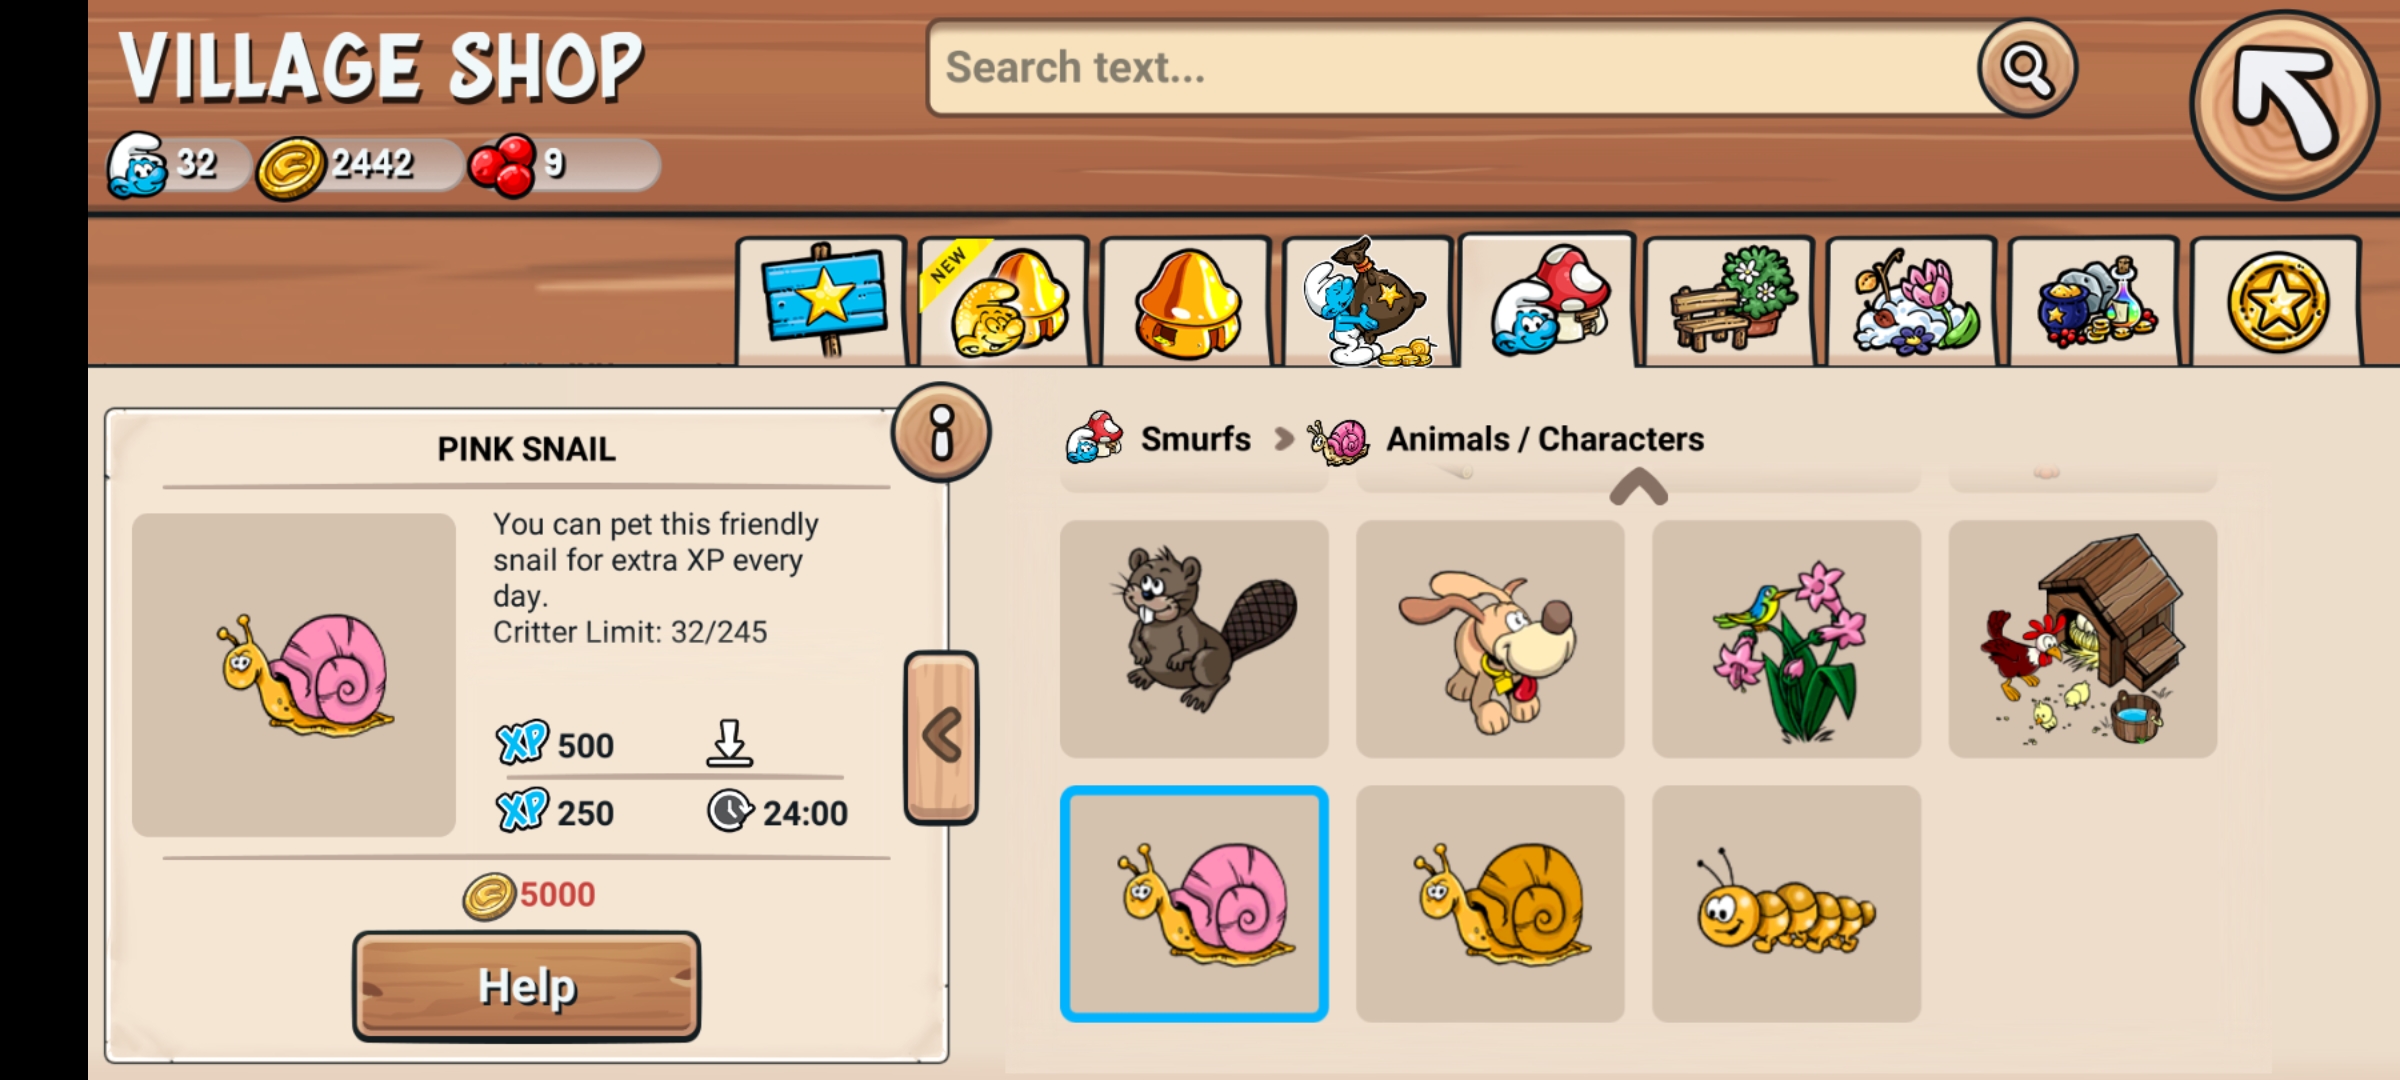 VILLAGE SHOP
Search text...
32 2442 9
NEW
PINK SNAIL
You can pet this friendly
snail for extra XP every
day.
Critter Limit: 32/245
XP 500
XP 250 24:00
5000
Help
Smurfs > Animals / Characters